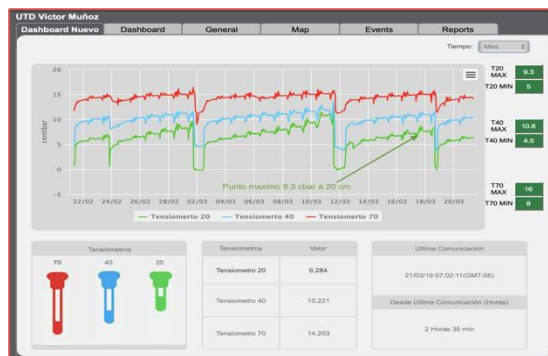 UTD Victor Muñoz
Dashboard Nuevo Dashboard General Map Events Reports
Tiempo: Mes
20
15
10
5
0
-5
centibar
Punto maximo 9.3 cbar a 20 cm
22/02 24/02 26/02 28/02 02/03 04/03 06/03 08/03 10/03 12/03 14/03 16/03 18/03 20/03
Tensiomerto 20 Tensiomerto 40 Tensiomerto 70
T20 MAX 9.3
T20 MIN 5
T40 MAX 10.8
T40 MIN 4.5
T70 MAX 16
T70 MIN 8
Tensiometros
70 40 20
Tensiometros Valor
Tensiometro 20 6.284
Tensiometro 40 10.221
Tensiometro 70 14.203
Ultima Comunicación
21/03/19 07:02:11(GMT-05)
Desde Ultima Comunicación (Horas)
2 Horas 35 min